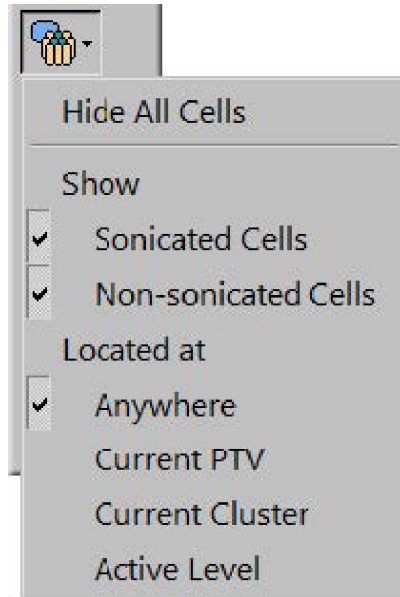 Hide All Cells
Show
Sonicated Cells
Non-sonicated Cells
Located at
Anywhere
Current PTV
Current Cluster
Active Level